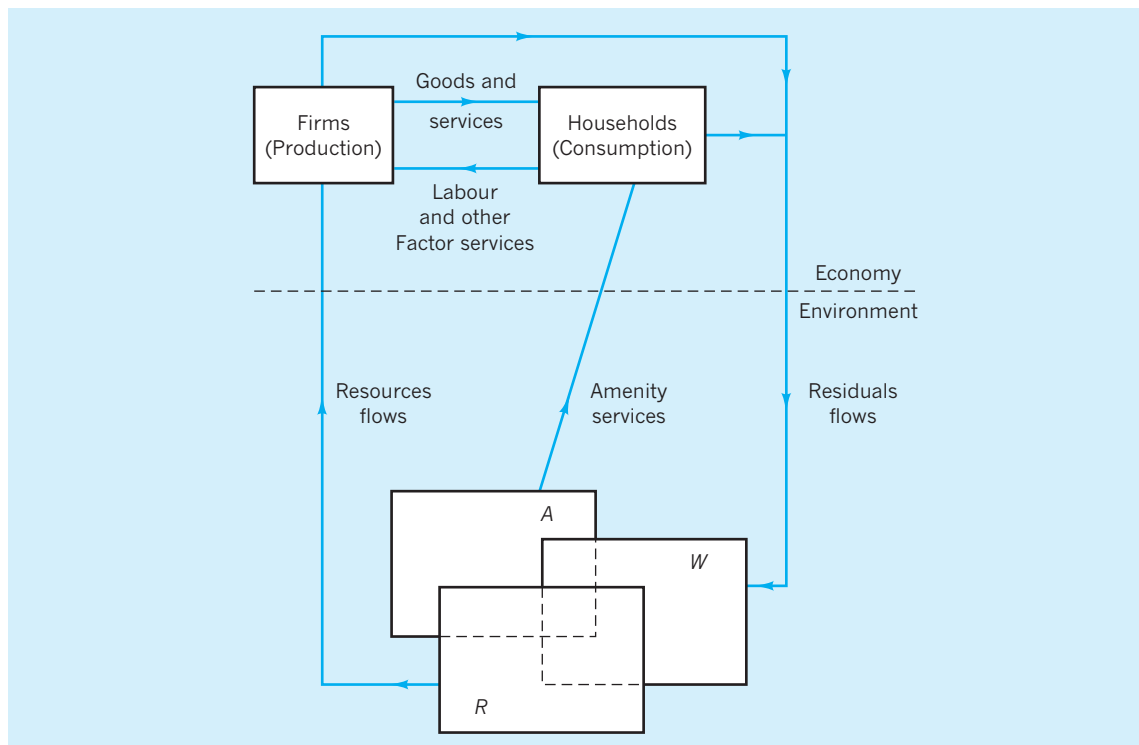 Goods and
services
Firms
(Production)
Households
(Consumption)
Labour
and other
Factor services
Economy
Environment
Resources
flows
Amenity
services
Residuals
flows
A
W
R